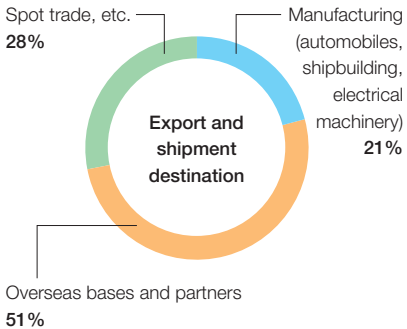 Spot trade, etc.
28%
Manufacturing
(automobiles,
shipbuilding,
electrical
machinery)
21%
Export and
shipment
destination
Overseas bases and partners
51%